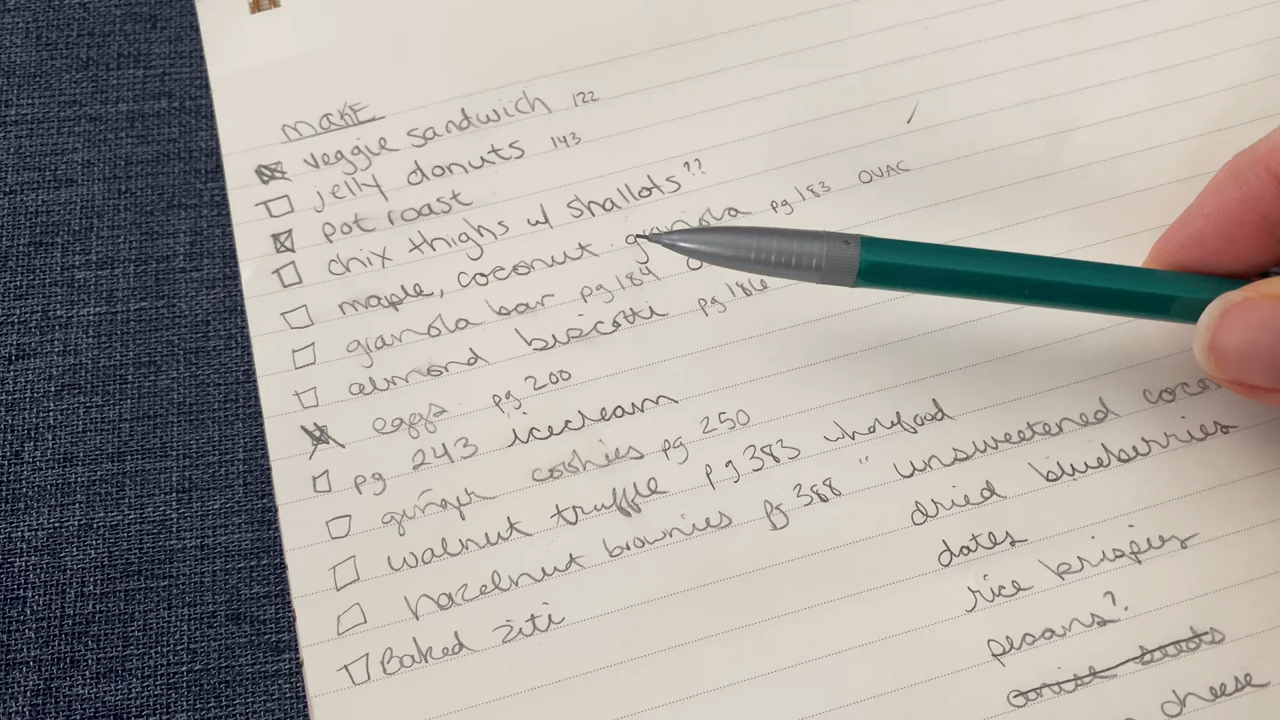 MAKE
veggie sandwich 122
jelly donuts 143
pot roast
chix thighs w/ shallots??
maple, coconut granola pg 183 OVAC
granola bar pg 184
almond biscotti pg 186
eggs pg 200
pg 243 icecream
ginger cookies pg 250
walnut truffle pg 383 wholefood
hazelnut brownies pg 388 "
Baked ziti
unsweetened coco
dried blueberries
dates
rice krispies
pecans?
anise seeds
cheese